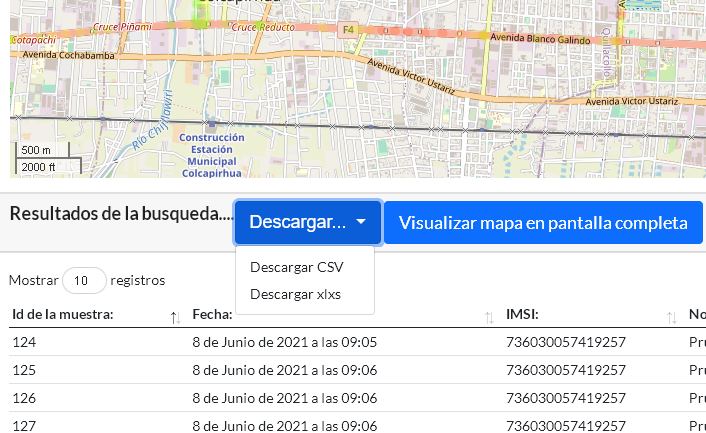 Colcapirhua
Cotapachi
Cruce Piñami
Cruce Reducto
F4
Avenida Blanco Galindo
Avenida Cochabamba
Avenida Victor Ustariz
Avenida Victor Ustariz
Quillacollo
Río Chijllawiri
Construcción
Estación
Municipal
Colcapirhua
500 m
2000 ft
Resultados de la busqueda....
Descargar...
Visualizar mapa en pantalla completa
Descargar CSV
Descargar xlxs
Mostrar 10 registros
Id de la muestra: Fecha: IMSI: No
124 8 de Junio de 2021 a las 09:05 736030057419257 Pru
125 8 de Junio de 2021 a las 09:06 736030057419257 Pru
126 8 de Junio de 2021 a las 09:06 736030057419257 Pru
127 8 de Junio de 2021 a las 09:06 736030057419257 Pru